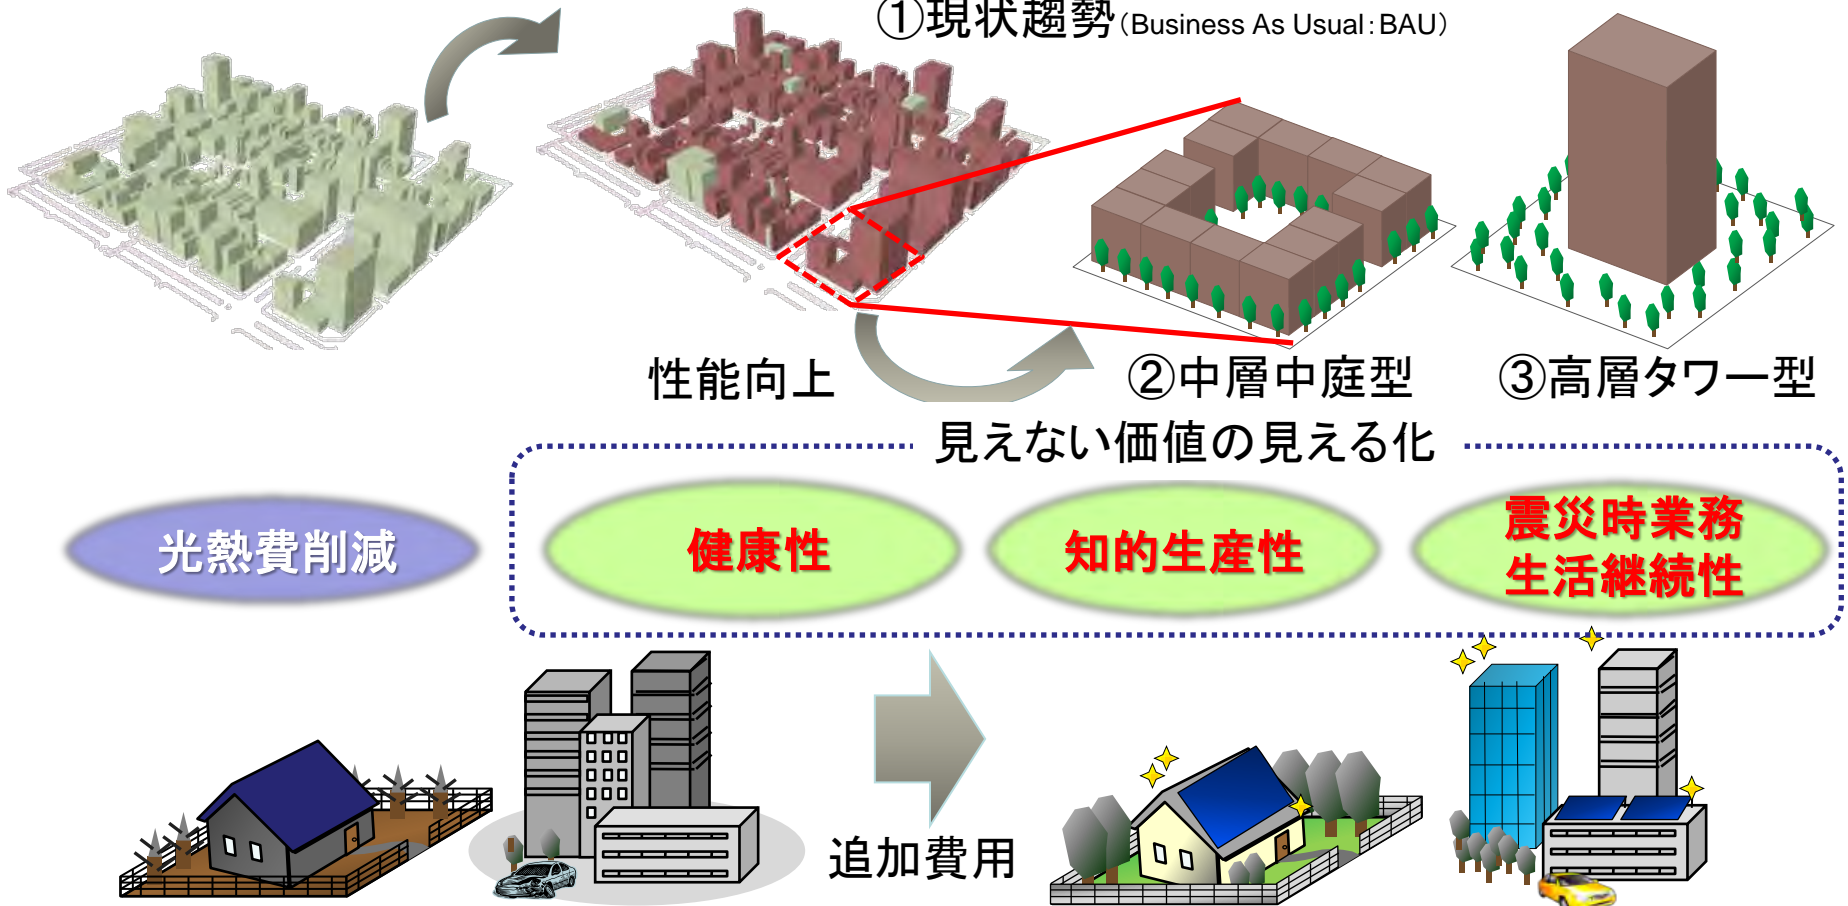 ①現状趨勢（Business As Usual：BAU）
性能向上
②中層中庭型
③高層タワー型
見えない価値の見える化
光熱費削減
健康性
知的生産性
震災時業務
生活継続性
追加費用